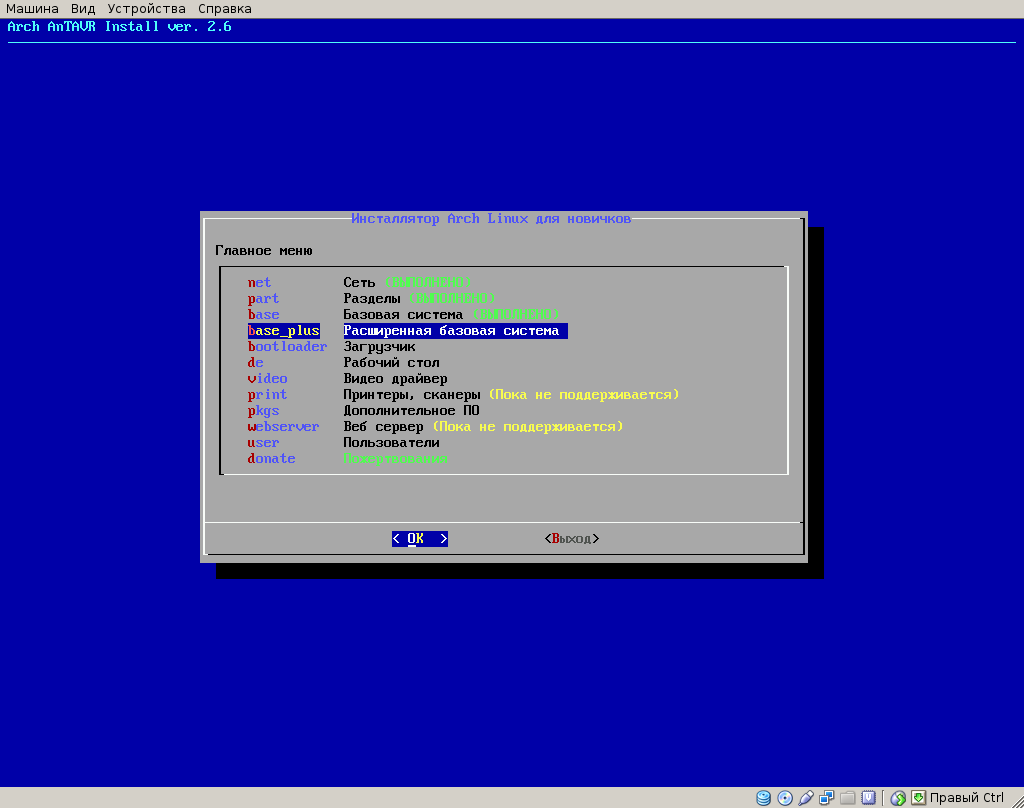 Машина Вид Устройства Справка
Arch AnTAVR Install ver. 2.6
Инсталлятор Arch Linux для новичков
Главное меню
net Сеть (ВЫПОЛНЕНО)
part Разделы (ВЫПОЛНЕНО)
base Базовая система (ВЫПОЛНЕНО)
base_plus Расширенная базовая система
bootloader Загрузчик
de Рабочий стол
video Видео драйвер
print Принтеры, сканеры (Пока не поддерживается)
pkgs Дополнительное ПО
webserver Веб сервер (Пока не поддерживается)
user Пользователи
donate Пожертвования
< OK > <Выход>
Правый Ctrl